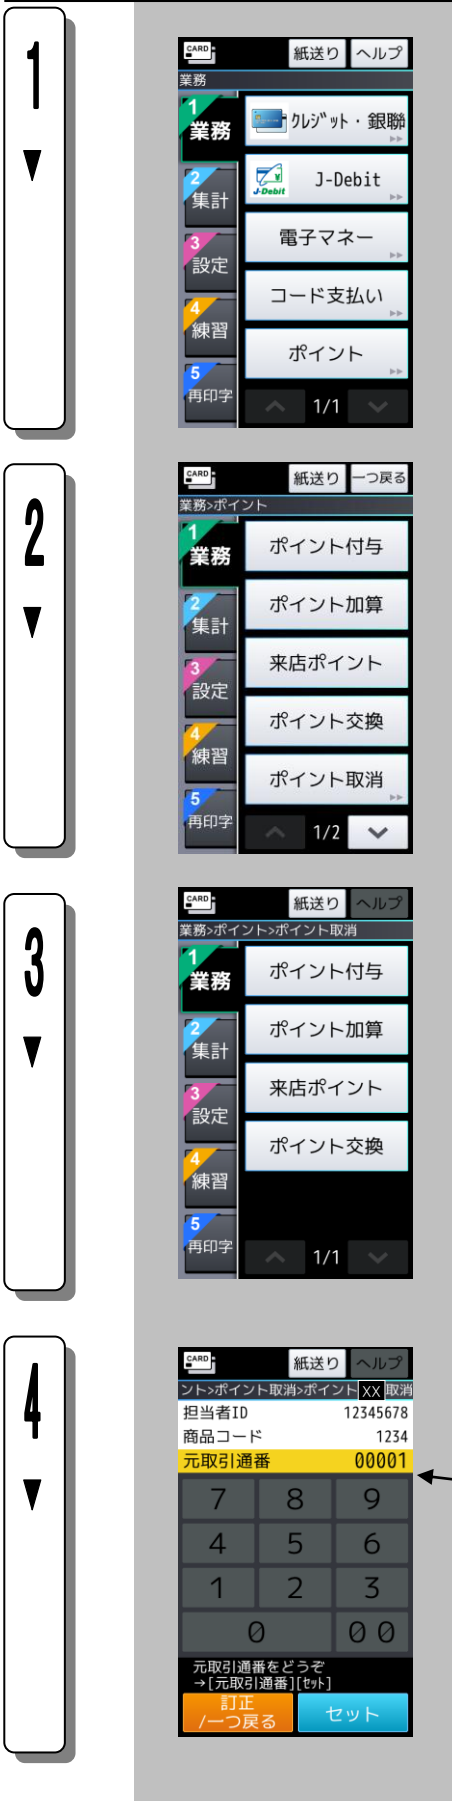 1
▼
CARD
紙送り ヘルプ
業務
1 業務
2 集計
3 設定
4 練習
5 再印字
クレジット・銀聯
J-Debit J-Debit
電子マネー
コード支払い
ポイント
1/1
2
▼
CARD
紙送り 一つ戻る
業務>ポイント
1 業務
2 集計
3 設定
4 練習
5 再印字
ポイント付与
ポイント加算
来店ポイント
ポイント交換
ポイント取消
1/2
3
▼
CARD
紙送り ヘルプ
業務>ポイント>ポイント取消
1 業務
2 集計
3 設定
4 練習
5 再印字
ポイント付与
ポイント加算
来店ポイント
ポイント交換
1/1
4
▼
CARD
紙送り ヘルプ
ント>ポイント取消>ポイント XX 取消
担当者ID 12345678
商品コード 1234
元取引通番 00001
7 8 9
4 5 6
1 2 3
0 00
元取引通番をどうぞ
→[元取引通番][セット]
訂正
/一つ戻る
セット